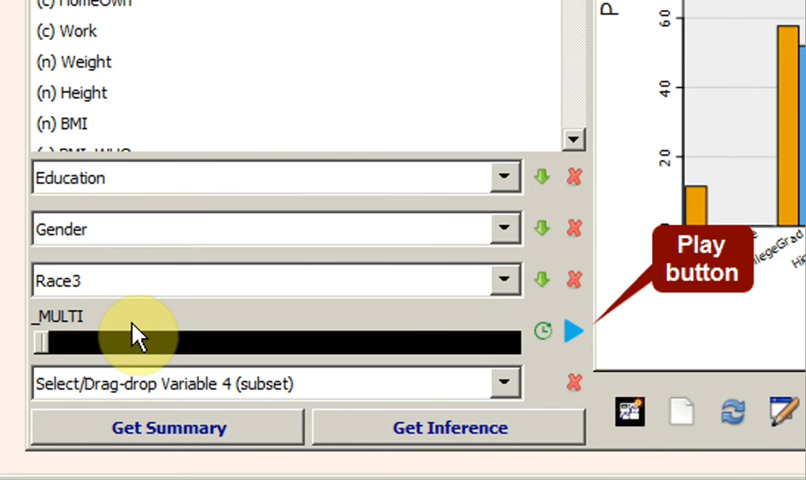 (c) HomeOwn
(c) Work
(n) Weight
(n) Height
(n) BMI
Education
Gender
Race3
_MULTI
Select/Drag-drop Variable 4 (subset)
Get Summary
Get Inference
P
60
40
20
Play
button
llegeGrad